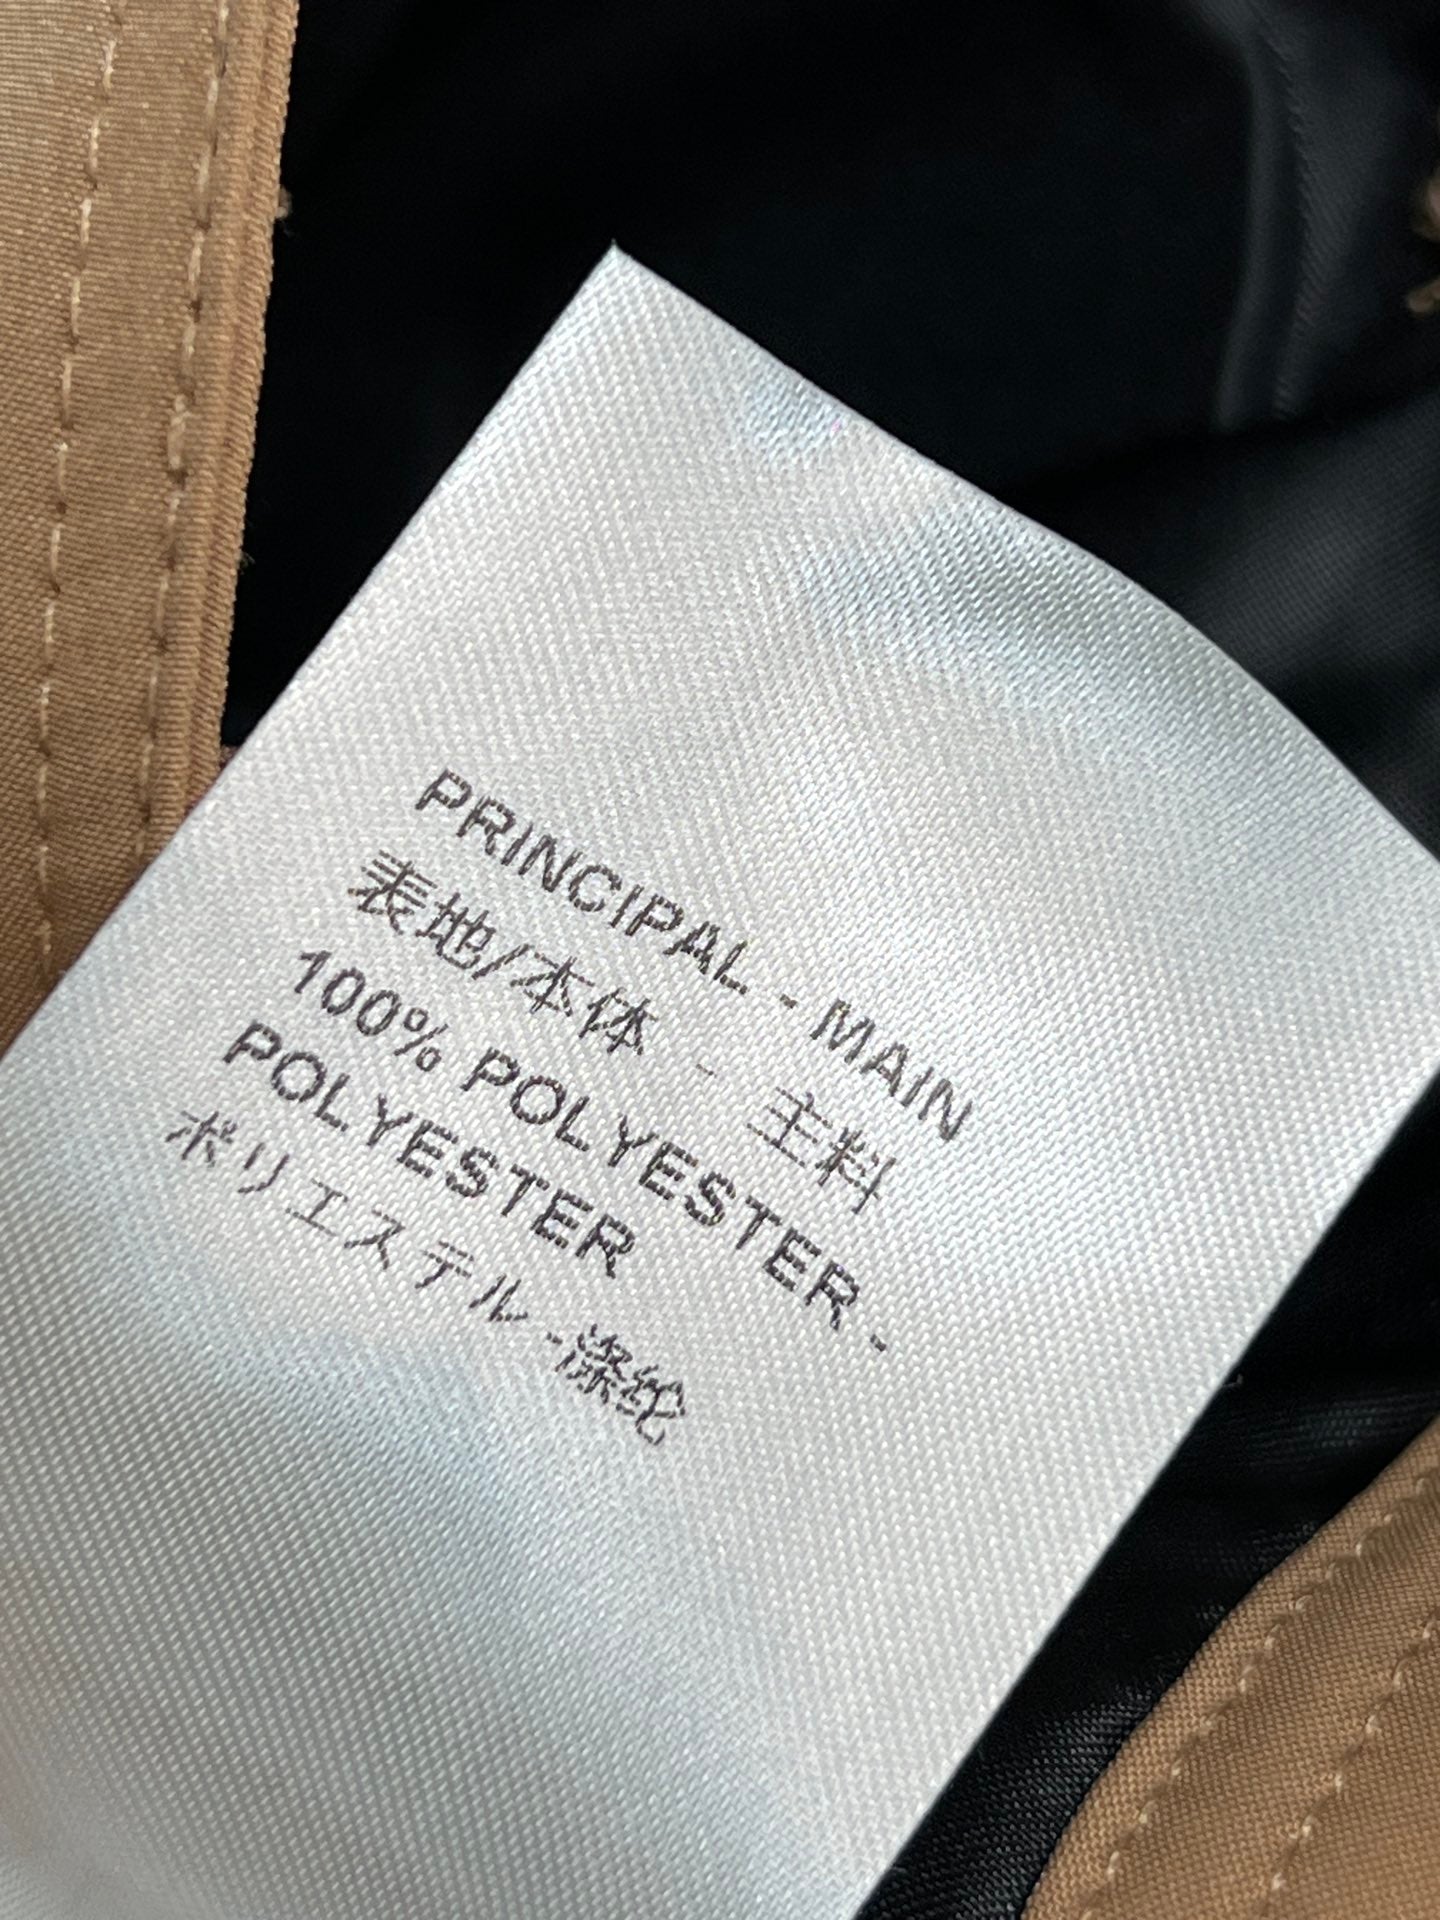 PRINCIPAL - MAIN
表地/本体 - 主料
100% POLYESTER -
POLYESTER
ポリエステル -涤纶